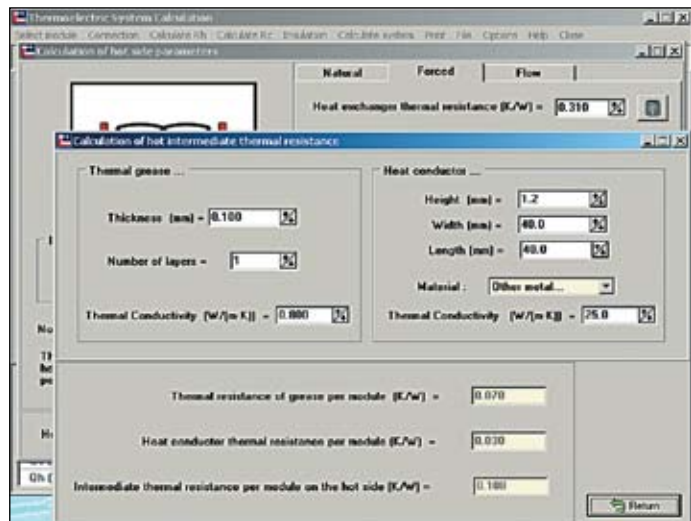 Thermoelectric System Calculation
Select module Connection Calculate Rh Calculate Rc Insulation Calculate system Print File Options Help Close
Calculation of hot side parameters
Natural Forced Flow
Heat exchanger thermal resistance (K/W) = 0.310
Calculation of hot intermediate thermal resistance
Thermal grease ...
Thickness (mm) = 0.100
Number of layers = 1
Thermal Conductivity (W/(m K)) = 0.800
Heat conductor ...
Height (mm) = 1.2
Width (mm) = 40.0
Length (mm) = 40.0
Material : Other metal...
Thermal Conductivity (W/(m K)) = 25.0
Thermal resistance of grease per module (K/W) = 0.078
Heat conductor thermal resistance per module (K/W) = 0.030
Intermediate thermal resistance per module on the hot side (K/W) = 0.108
Return